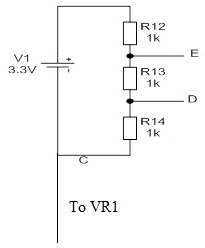 R12
1k
V1
3.3V
+
-
E
R13
1k
D
R14
1k
C
To VR1